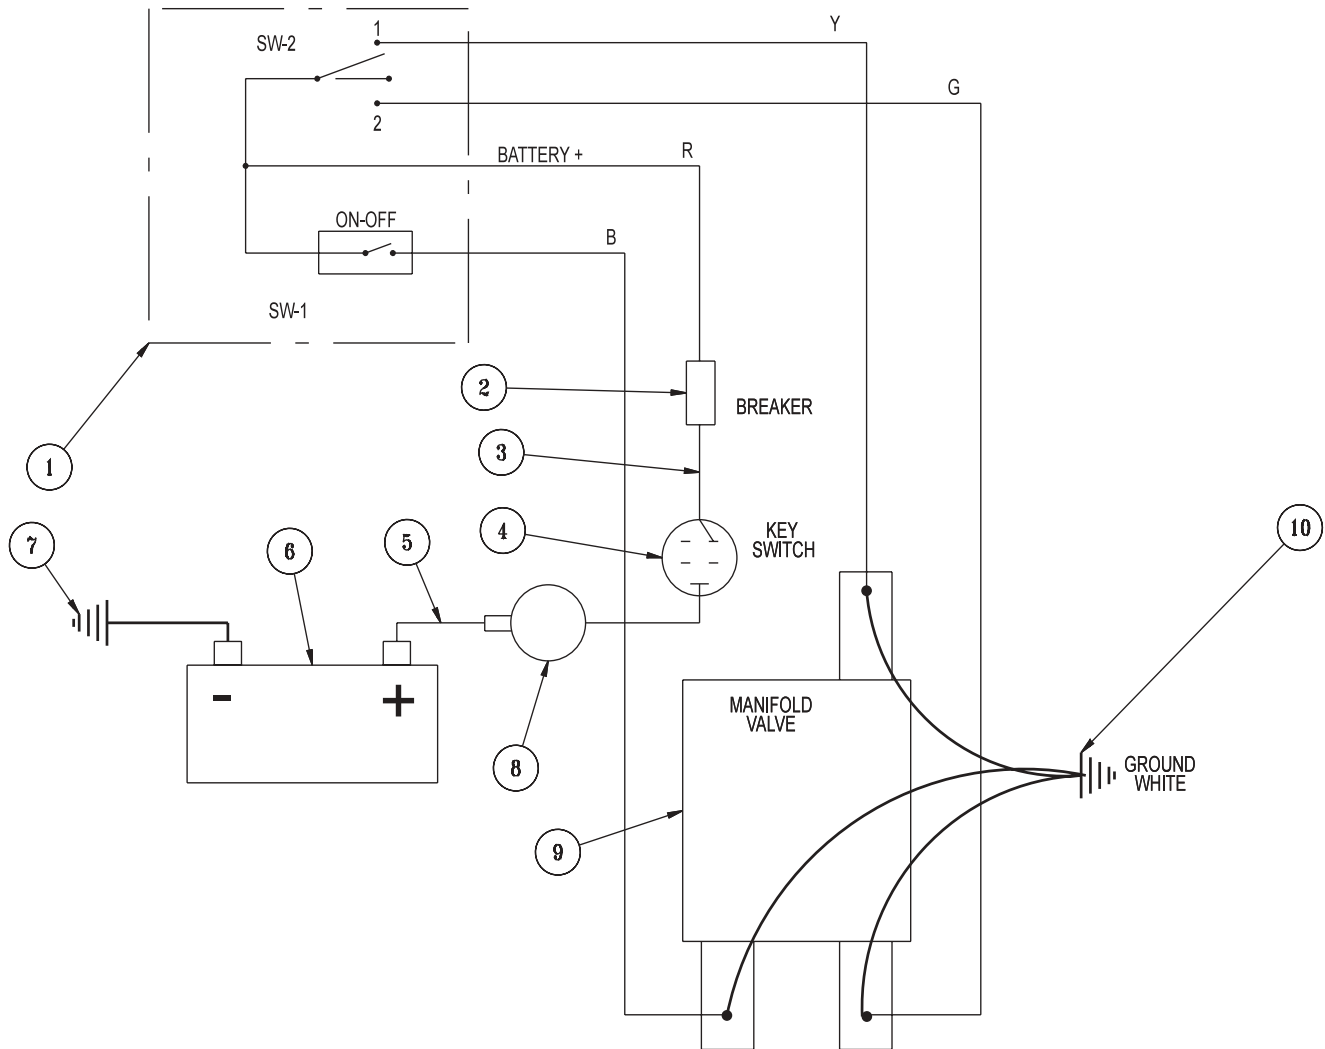 1
Y
SW-2
G
2
BATTERY +
R
ON-OFF
B
SW-1
2
BREAKER
3
1
4
KEY
SWITCH
10
7
6
5
MANIFOLD
VALVE
-
+
8
GROUND
WHITE
9